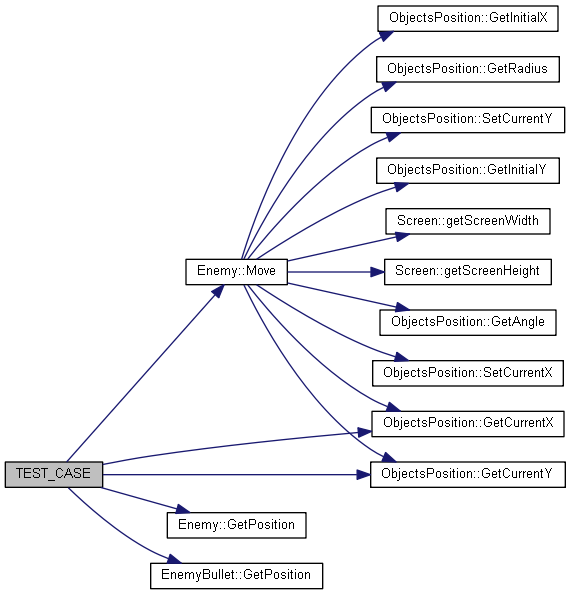 ObjectsPosition::GetInitialX
ObjectsPosition::GetRadius
ObjectsPosition::SetCurrentY
ObjectsPosition::GetInitialY
Screen::getScreenWidth
Enemy::Move
Screen::getScreenHeight
ObjectsPosition::GetAngle
ObjectsPosition::SetCurrentX
ObjectsPosition::GetCurrentX
TEST_CASE
ObjectsPosition::GetCurrentY
Enemy::GetPosition
EnemyBullet::GetPosition